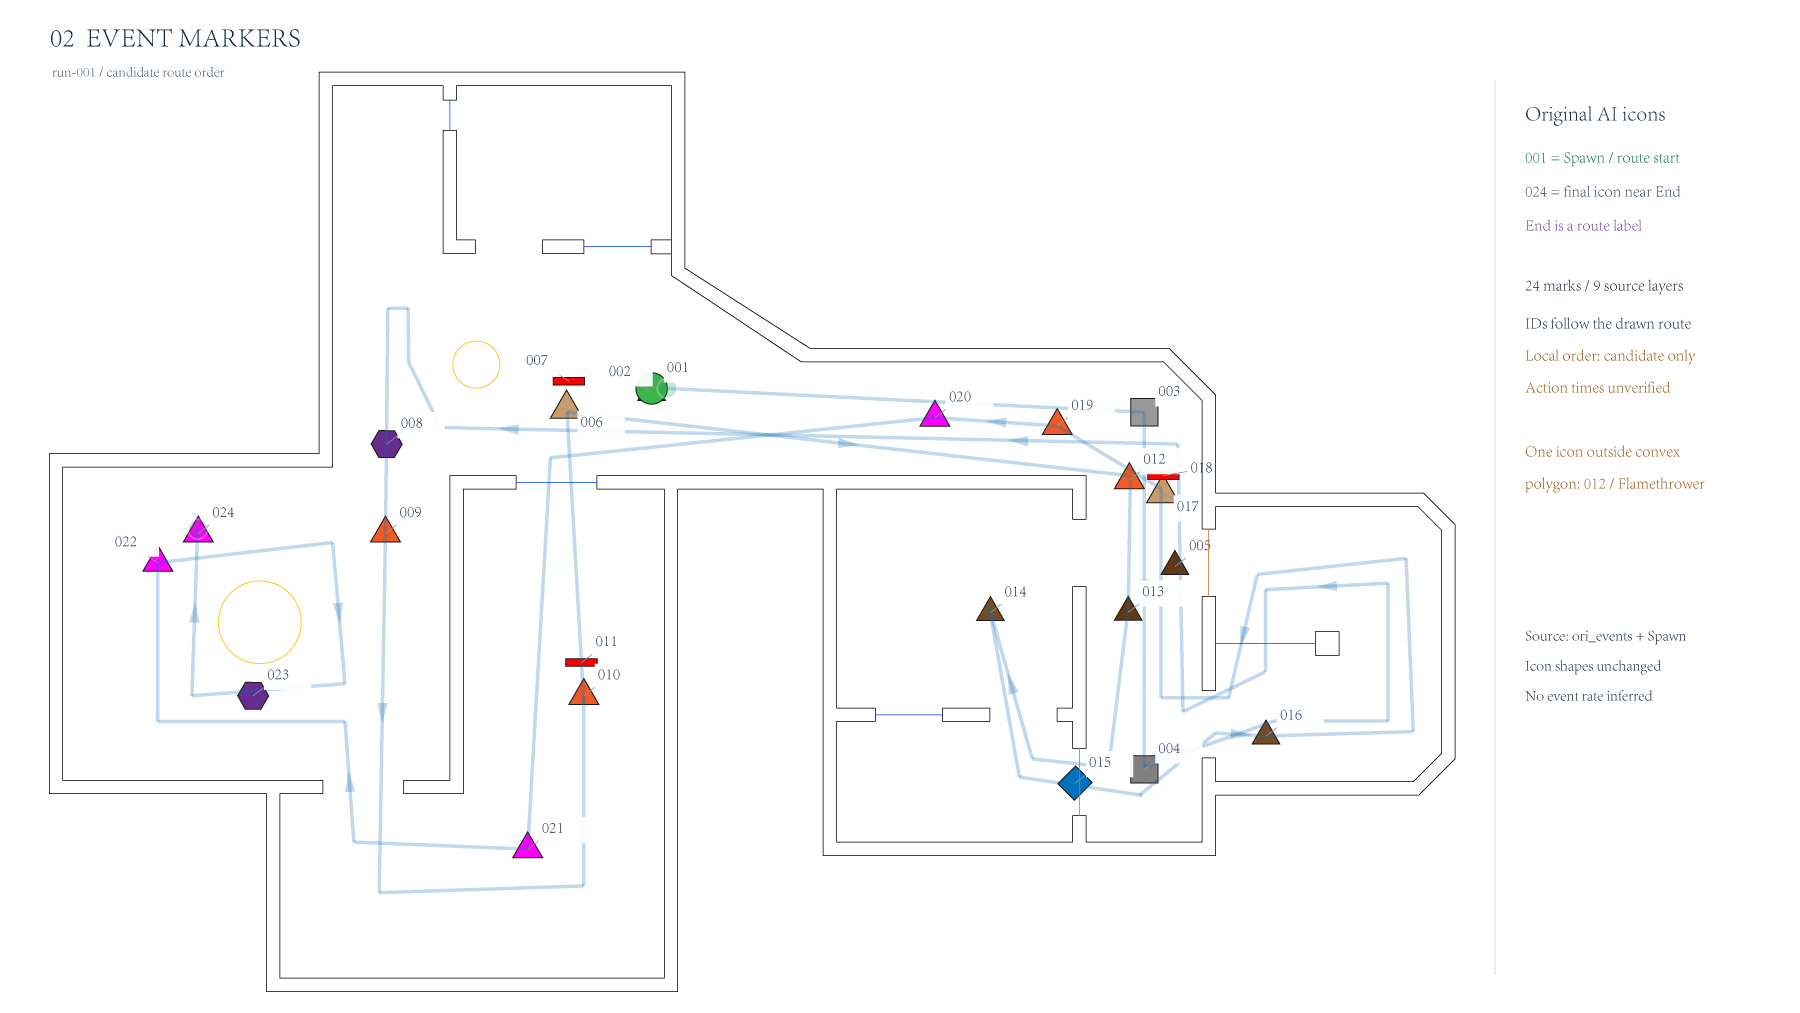 02 EVENT MARKERS
run-001 / candidate route order
Original AI icons
001 = Spawn / route start
024 = final icon near End
End is a route label
24 marks / 9 source layers
IDs follow the drawn route
Local order: candidate only
Action times unverified
One icon outside convex
polygon: 012 / Flamethrower
Source: ori_events + Spawn
Icon shapes unchanged
No event rate inferred
007
002
001
003
020
019
006
008
012
018
017
009
024
022
005
014
013
011
010
023
016
004
015
021